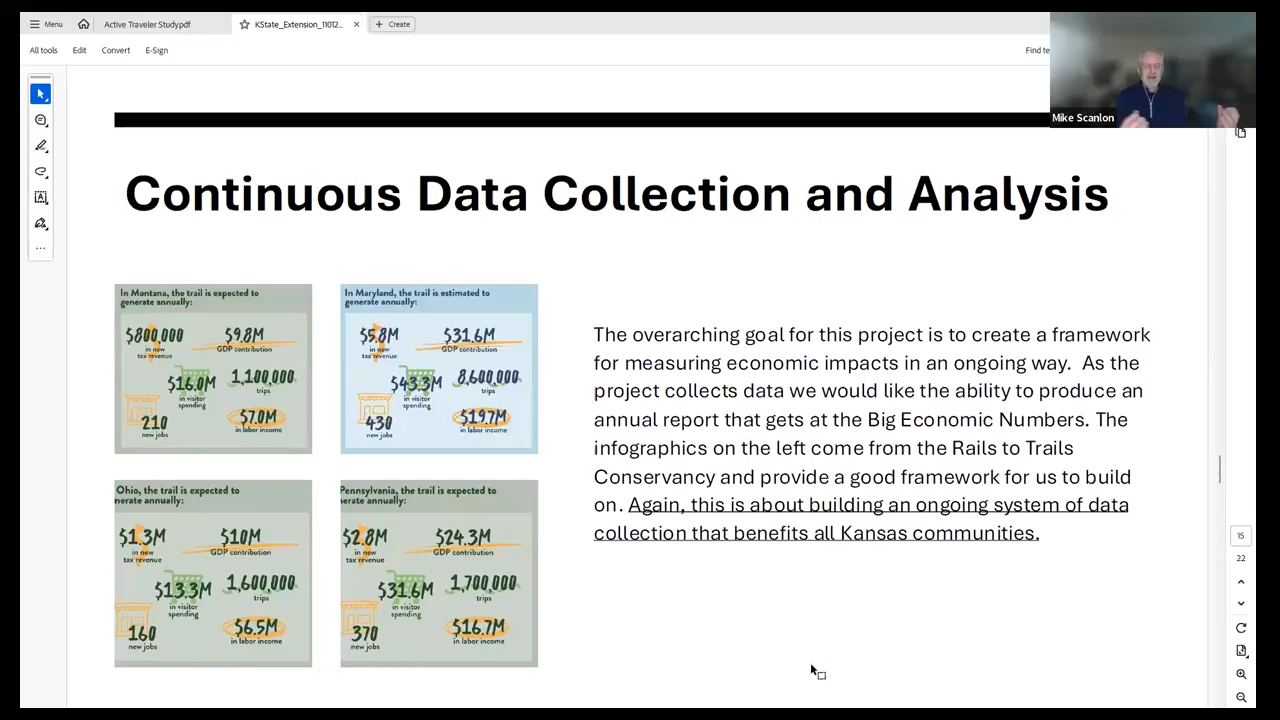 Menu
Active Traveler Study.pdf
KState_Extension_11012...
Create
All tools
Edit
Convert
E-Sign
Find te
Mike Scanlon
Continuous Data Collection and Analysis
In Montana, the trail is expected to
generate annually:
$800,000
in new
tax revenue
$9.8M
GDP contribution
$16.0M
in visitor
spending
1,100,000
trips
210
new jobs
$7.0M
in labor income
In Maryland, the trail is estimated to
generate annually:
$5.8M
in new
tax revenue
$31.6M
GDP contribution
$43.3M
in visitor
spending
8,600,000
trips
430
new jobs
$19.7M
in labor income
Ohio, the trail is expected to
nerate annually:
$1.3M
in new
tax revenue
$10M
GDP contribution
$13.3M
in visitor
spending
1,600,000
trips
160
new jobs
$6.5M
in labor income
Pennsylvania, the trail is expected to
nerate annually:
$2.8M
in new
tax revenue
$24.3M
GDP contribution
$31.6M
in visitor
spending
1,700,000
trips
370
new jobs
$16.7M
in labor income
The overarching goal for this project is to create a framework
for measuring economic impacts in an ongoing way. As the
project collects data we would like the ability to produce an
annual report that gets at the Big Economic Numbers. The
infographics on the left come from the Rails to Trails
Conservancy and provide a good framework for us to build
on. Again, this is about building an ongoing system of data
collection that benefits all Kansas communities.
15
22